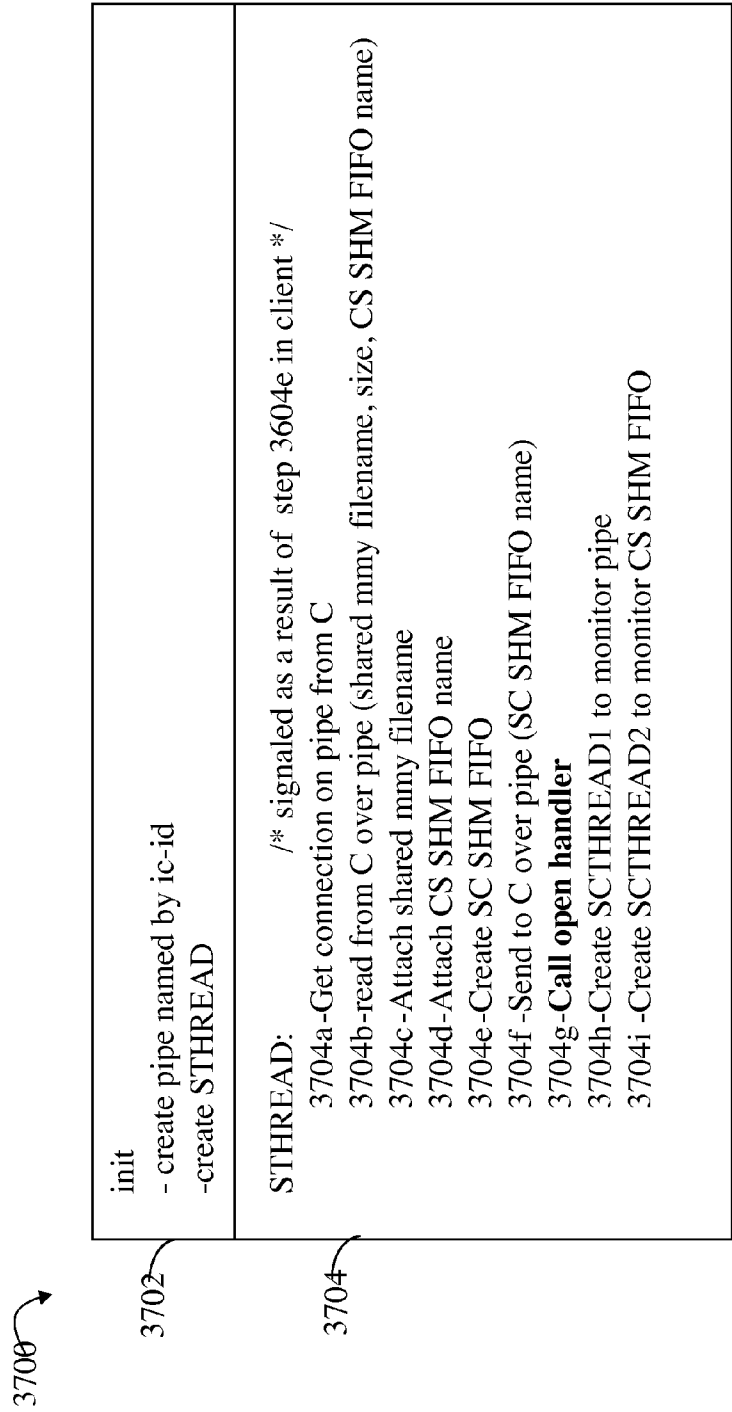 3700
3702
init
- create pipe named by ic-id
-create STHREAD
3704
STHREAD: /* signaled as a result of step 3604e in client */
3704a-Get connection on pipe from C
3704b-read from C over pipe (shared mmy filename, size, CS SHM FIFO name)
3704c-Attach shared mmy filename
3704d-Attach CS SHM FIFO name
3704e-Create SC SHM FIFO
3704f -Send to C over pipe (SC SHM FIFO name)
3704g-Call open handler
3704h-Create SCTHREAD1 to monitor pipe
3704i -Create SCTHREAD2 to monitor CS SHM FIFO